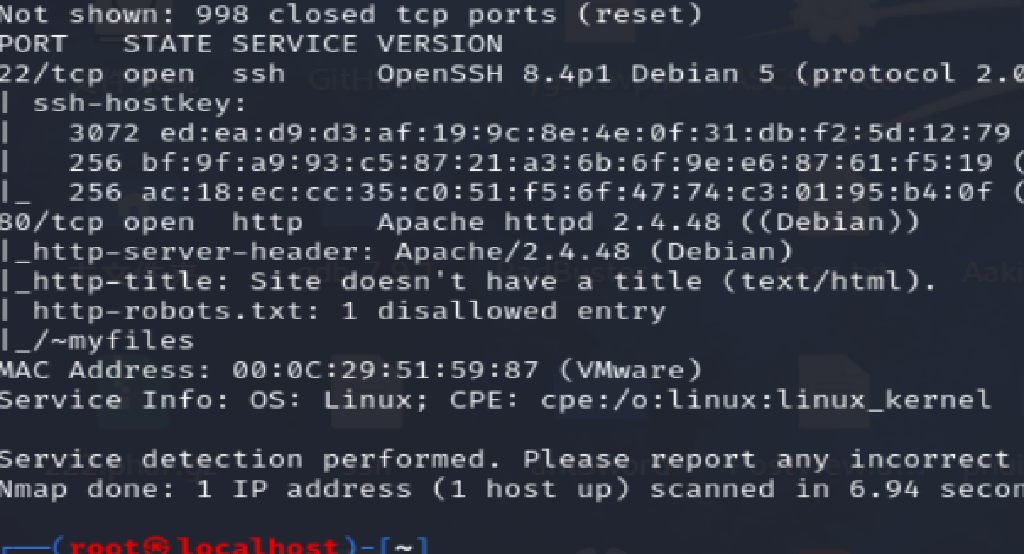 Not shown: 998 closed tcp ports (reset)
PORT   STATE SERVICE VERSION
22/tcp open  ssh     OpenSSH 8.4p1 Debian 5 (protocol 2.0
| ssh-hostkey:
|   3072 ed:ea:d9:d3:af:19:9c:8e:4e:0f:31:db:f2:5d:12:79
|   256 bf:9f:a9:93:c5:87:21:a3:6b:6f:9e:e6:87:61:f5:19 (
|_  256 ac:18:ec:cc:35:c0:51:f5:6f:47:74:c3:01:95:b4:0f (
80/tcp open  http    Apache httpd 2.4.48 ((Debian))
|_http-server-header: Apache/2.4.48 (Debian)
|_http-title: Site doesn't have a title (text/html).
| http-robots.txt: 1 disallowed entry
|_/~myfiles
MAC Address: 00:0C:29:51:59:87 (VMware)
Service Info: OS: Linux; CPE: cpe:/o:linux:linux_kernel
Service detection performed. Please report any incorrect
Nmap done: 1 IP address (1 host up) scanned in 6.94 secon
┌──(root㉿localhost)-[~]